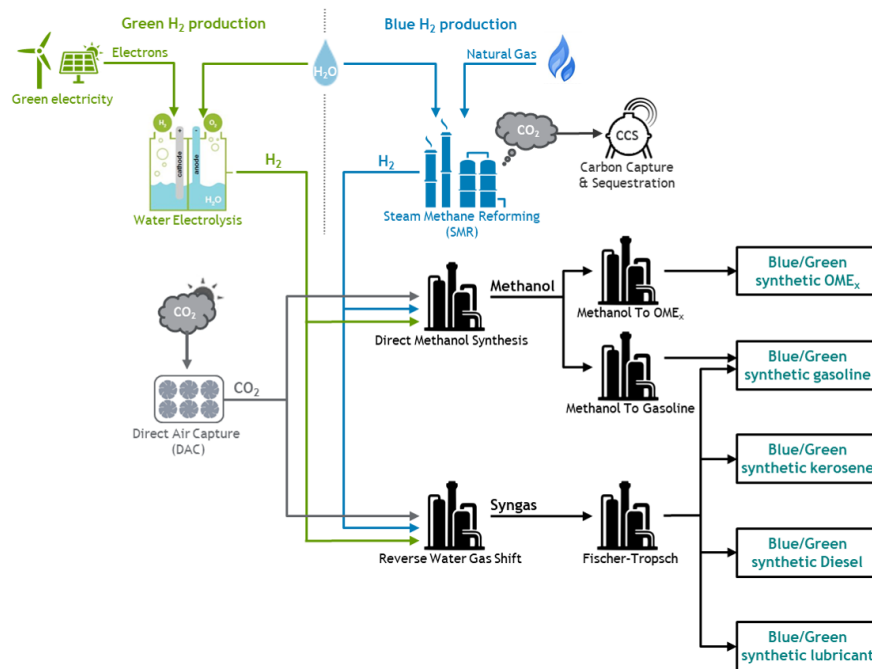 Green H₂ production
Blue H₂ production
Electrons
Green electricity
H₂O
Natural Gas
H₂
O₂
cathode
anode
H₂O
Water Electrolysis
H₂
H₂
CO₂
CCS
Carbon Capture
& Sequestration
Steam Methane Reforming
(SMR)
CO₂
CO₂
Direct Air Capture
(DAC)
Methanol
Direct Methanol Synthesis
Methanol To OMEₓ
Methanol To Gasoline
Syngas
Reverse Water Gas Shift
Fischer-Tropsch
Blue/Green
synthetic OMEₓ
Blue/Green
synthetic gasoline
Blue/Green
synthetic kerosene
Blue/Green
synthetic Diesel
Blue/Green
synthetic lubricant